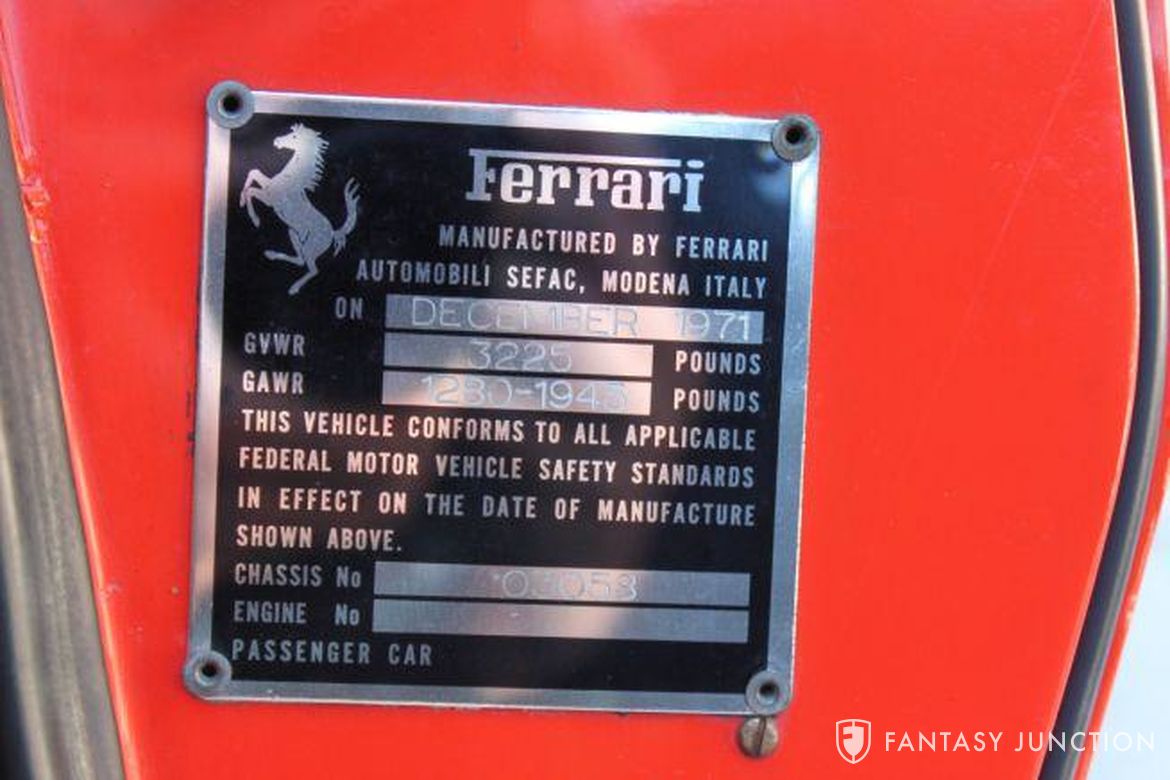 Ferrari
MANUFACTURED BY FERRARI
AUTOMOBILI SEFAC, MODENA ITALY
ON DECEMBER 1971
GVWR 3225 POUNDS
GAWR 1280-1945 POUNDS
THIS VEHICLE CONFORMS TO ALL APPLICABLE
FEDERAL MOTOR VEHICLE SAFETY STANDARDS
IN EFFECT ON THE DATE OF MANUFACTURE
SHOWN ABOVE.
CHASSIS No
ENGINE No
PASSENGER CAR
FANTASY JUNCTION